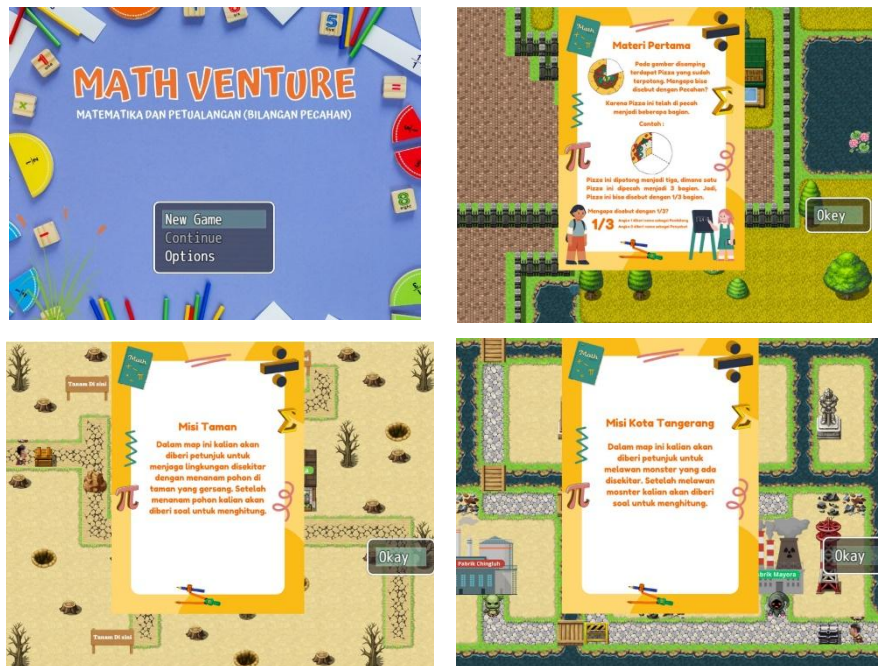 MATH VENTURE
MATEMATIKA DAN PETUALANGAN (BILANGAN PECAHAN)
New Game
Continue
Options
Math
Materi Pertama
Pada gambar disamping
terdapat Pizza yang sudah
terpotong. Mengapa bisa
disebut dengan Pecahan?
Karena Pizza ini telah di pecah
menjadi beberapa bagian.
Contoh :
Pizza ini dipotong menjadi tiga, dimana satu
Pizza ini dipecah menjadi 3 bagian. Jadi,
Pizza ini bisa disebut dengan 1/3 bagian.
Mengapa disebut dengan 1/3?
1/3
Okey
Math
Tanam Di sini
Misi Taman
Dalam map ini kalian akan
diberi petunjuk untuk
menjaga lingkungan disekitar
dengan menanam pohon di
taman yang gersang. Setelah
menanam pohon kalian akan
diberi soal untuk menghitung.
Okay
Tanam Di sini
Math
Misi Kota Tangerang
Dalam map ini kalian akan
diberi petunjuk untuk
melawan monster yang ada
disekitar. Setelah melawan
mosnter kalian akan diberi
soal untuk menghitung.
Okay
Pabrik Chingluh
brik Mayora